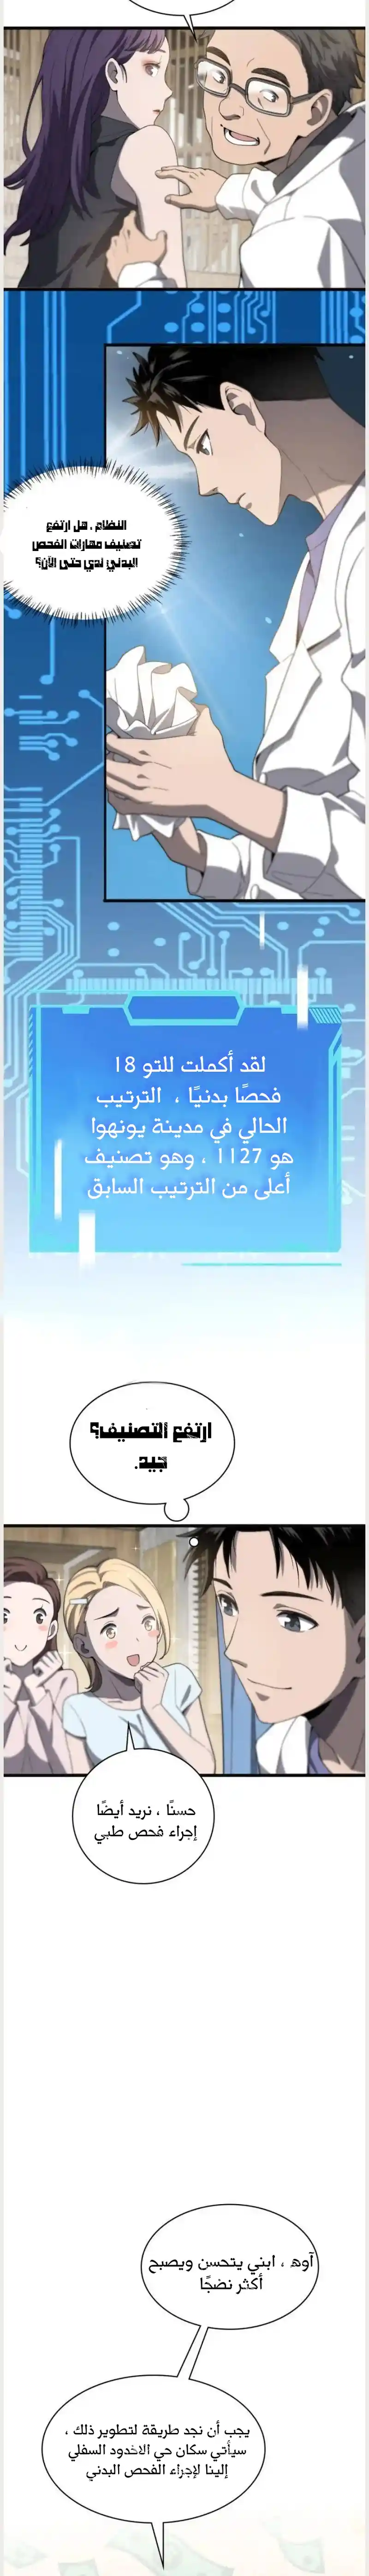 النظام ، هل ارتفع
تصنيف مهارات الفحص
البدني لدي حتى الآن؟
لقد أكملت للتو 18
فحصًا بدنيًا ، الترتيب
الحالي في مدينة يونهوا
هو 1127 ، وهو تصنيف
أعلى من الترتيب السابق
ارتفع التصنيف؟
جيد.
حسنًا ، نريد أيضًا
إجراء فحص طبي
آوه ، ابني يتحسن ويصبح
أكثر نضجًا
يجب أن نجد طريقة لتطوير ذلك ،
سيأتي سكان حي الاخدود السفلي
إلينا لإجراء الفحص البدني